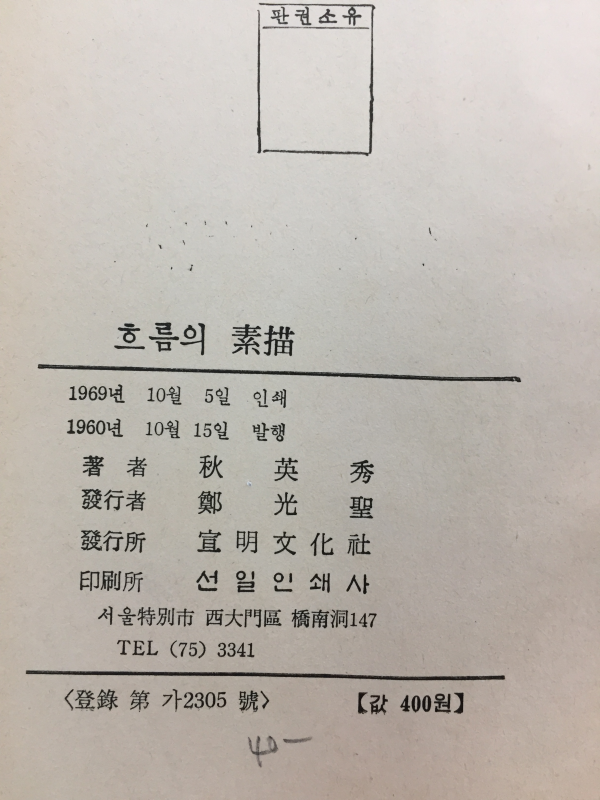 판권소유
흐름의 素描
1969년 10월 5일 인쇄
1960년 10월 15일 발행
著者 秋英秀
發行者 鄭光聖
發行所 宣明文化社
印刷所 선일인쇄사
서울特別市 西大門區 橋南洞147
TEL (75) 3341
〈登錄 第 가2305 號〉 【값 400원】
40-